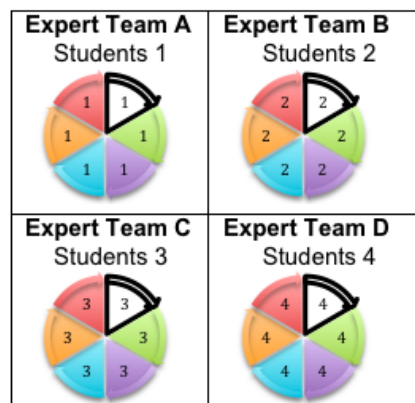 Expert Team A
Students 1
1 1
1 1
1 1
Expert Team B
Students 2
2 2
2 2
2 2
Expert Team C
Students 3
3 3
3 3
3 3
Expert Team D
Students 4
4 4
4 4
4 4